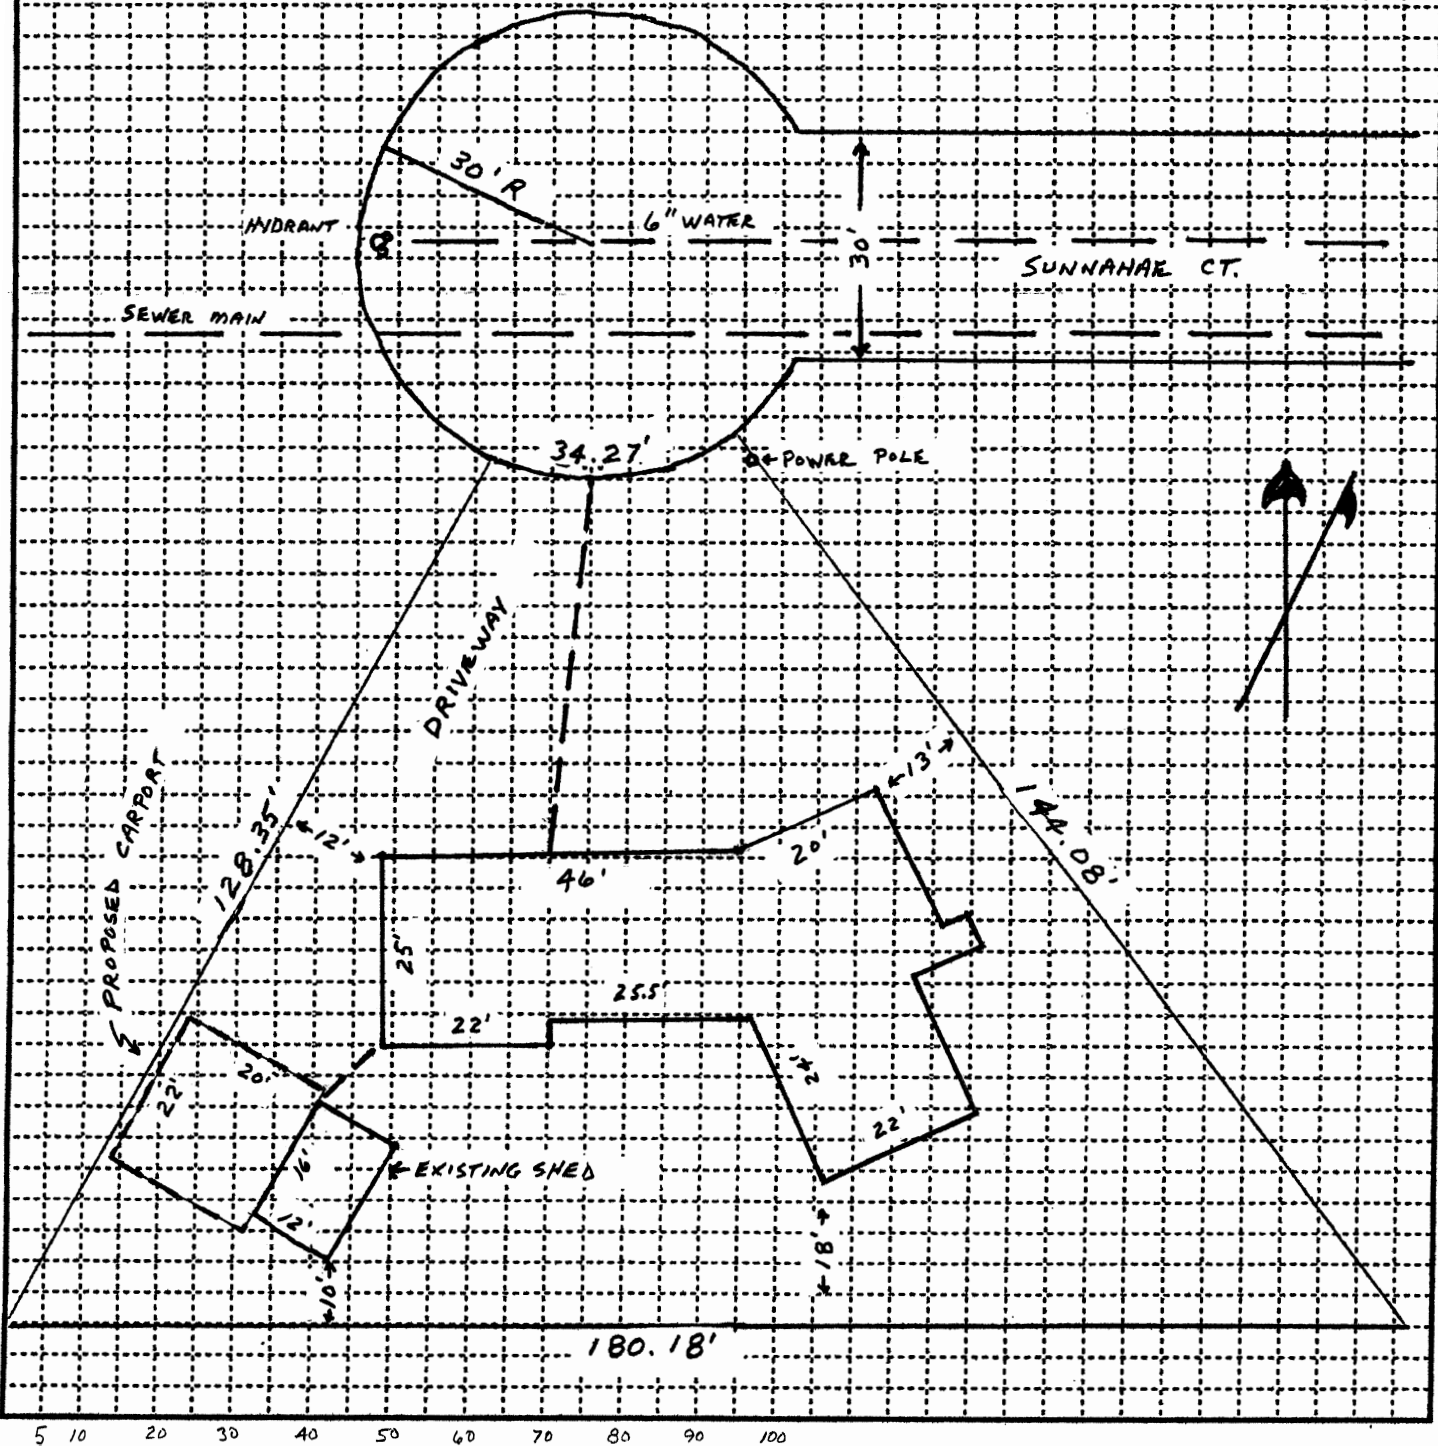 30' R
HYDRANT
6" WATER
30'
SUNNAHAE CT.
SEWER MAIN
34.27'
POWER POLE
DRIVEWAY
PROPOSED CARPORT
128.35'
12'
13'
144.08'
20'
46'
25'
25.5
22'
24'
22'
20'
22'
16'
12'
EXISTING SHED
10'
18'
180.18'
5 10 20 30 40 50 60 70 80 90 100